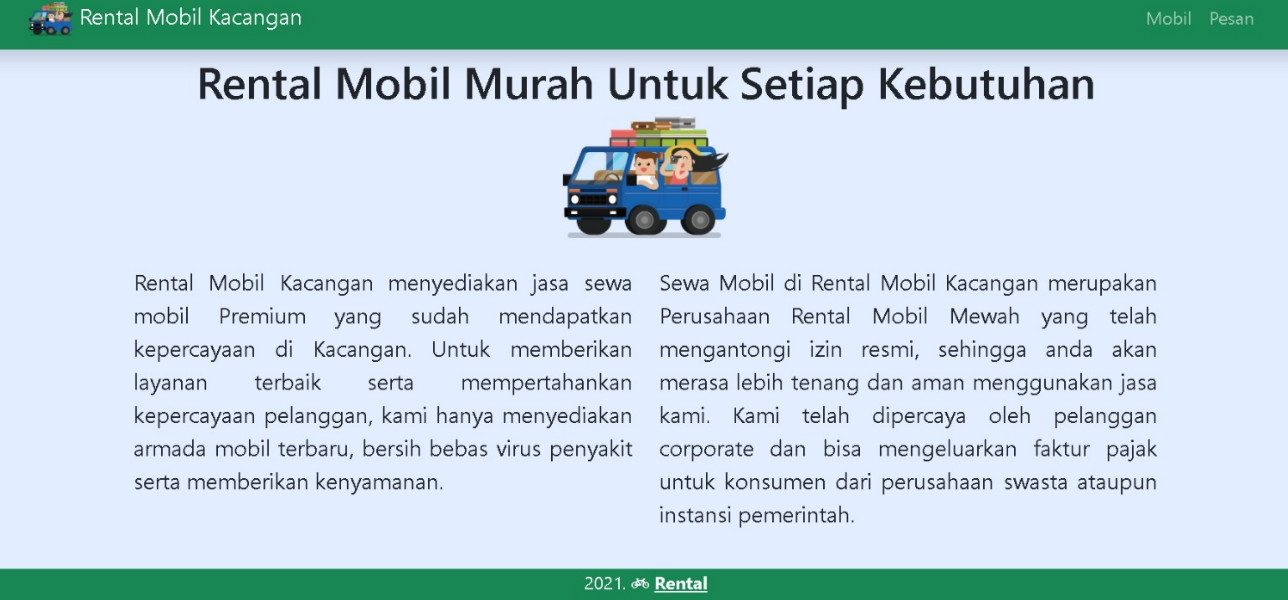 Rental Mobil Kacangan
Mobil Pesan
Rental Mobil Murah Untuk Setiap Kebutuhan
Rental Mobil Kacangan menyediakan jasa sewa
mobil Premium yang sudah mendapatkan
kepercayaan di Kacangan. Untuk memberikan
layanan terbaik serta mempertahankan
kepercayaan pelanggan, kami hanya menyediakan
armada mobil terbaru, bersih bebas virus penyakit
serta memberikan kenyamanan.
Sewa Mobil di Rental Mobil Kacangan merupakan
Perusahaan Rental Mobil Mewah yang telah
mengantongi izin resmi, sehingga anda akan
merasa lebih tenang dan aman menggunakan jasa
kami. Kami telah dipercaya oleh pelanggan
corporate dan bisa mengeluarkan faktur pajak
untuk konsumen dari perusahaan swasta ataupun
instansi pemerintah.
2021. Rental